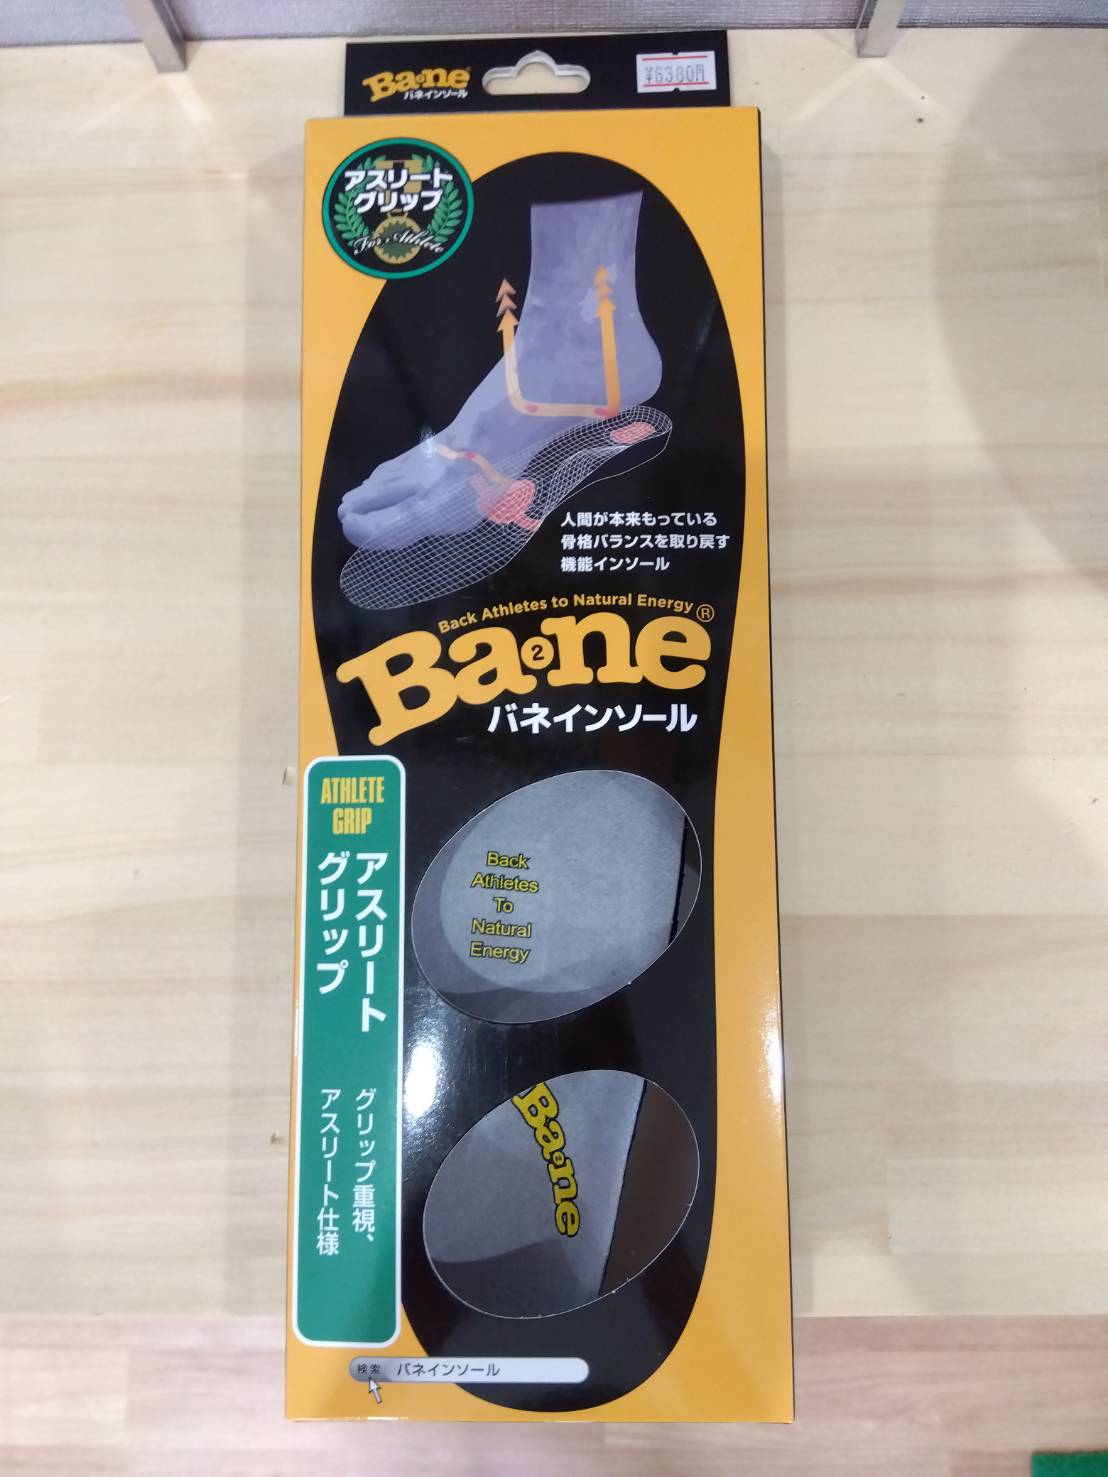 Ba2ne®
バネインソール
¥6380円
アスリート
グリップ
For Athlete
人間が本来もっている
骨格バランスを取り戻す
機能インソール
Back Athletes to Natural Energy
Ba2ne®
バネインソール
ATHLETE
GRIP
アスリート
グリップ
グリップ重視、
アスリート仕様
Back
Athletes
To
Natural
Energy
Ba2ne
検索 バネインソール